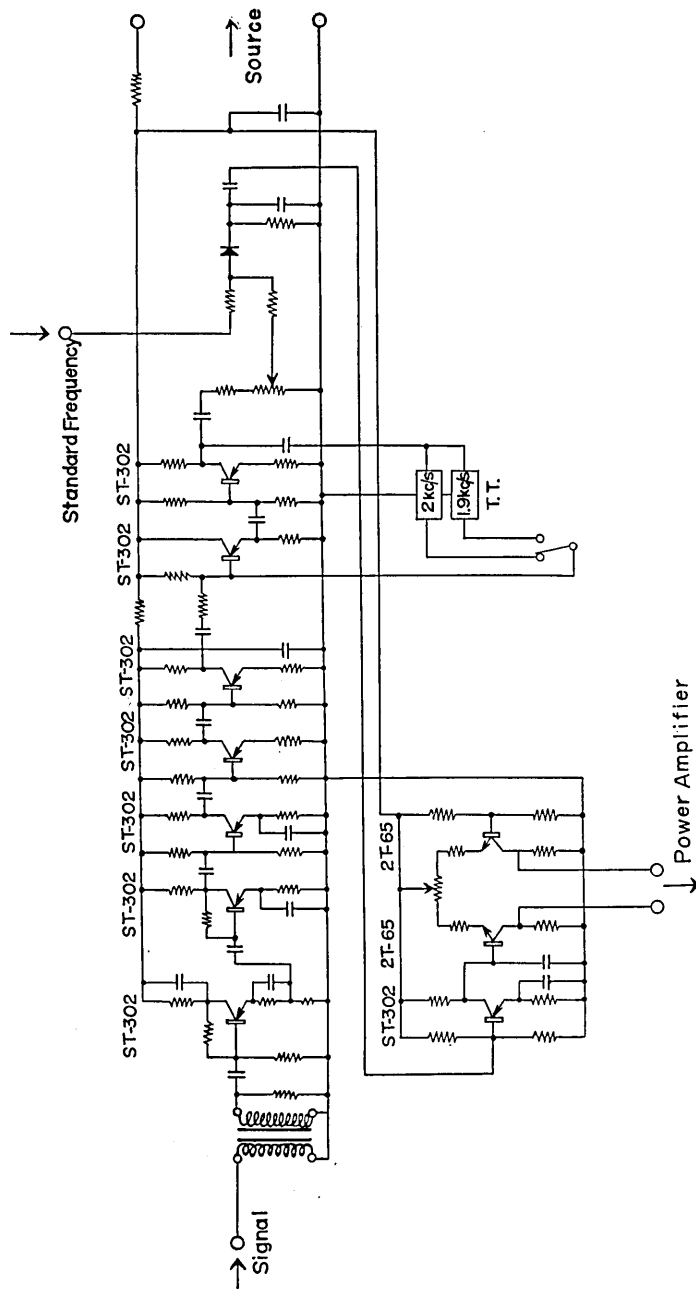 Signal
ST-302
ST-302
ST-302
ST-302
ST-302
ST-302
ST-302
Standard Frequency
Source
2kc/s
1.9kc/s
T.T.
ST-302
2T-65
2T-65
Power Amplifier